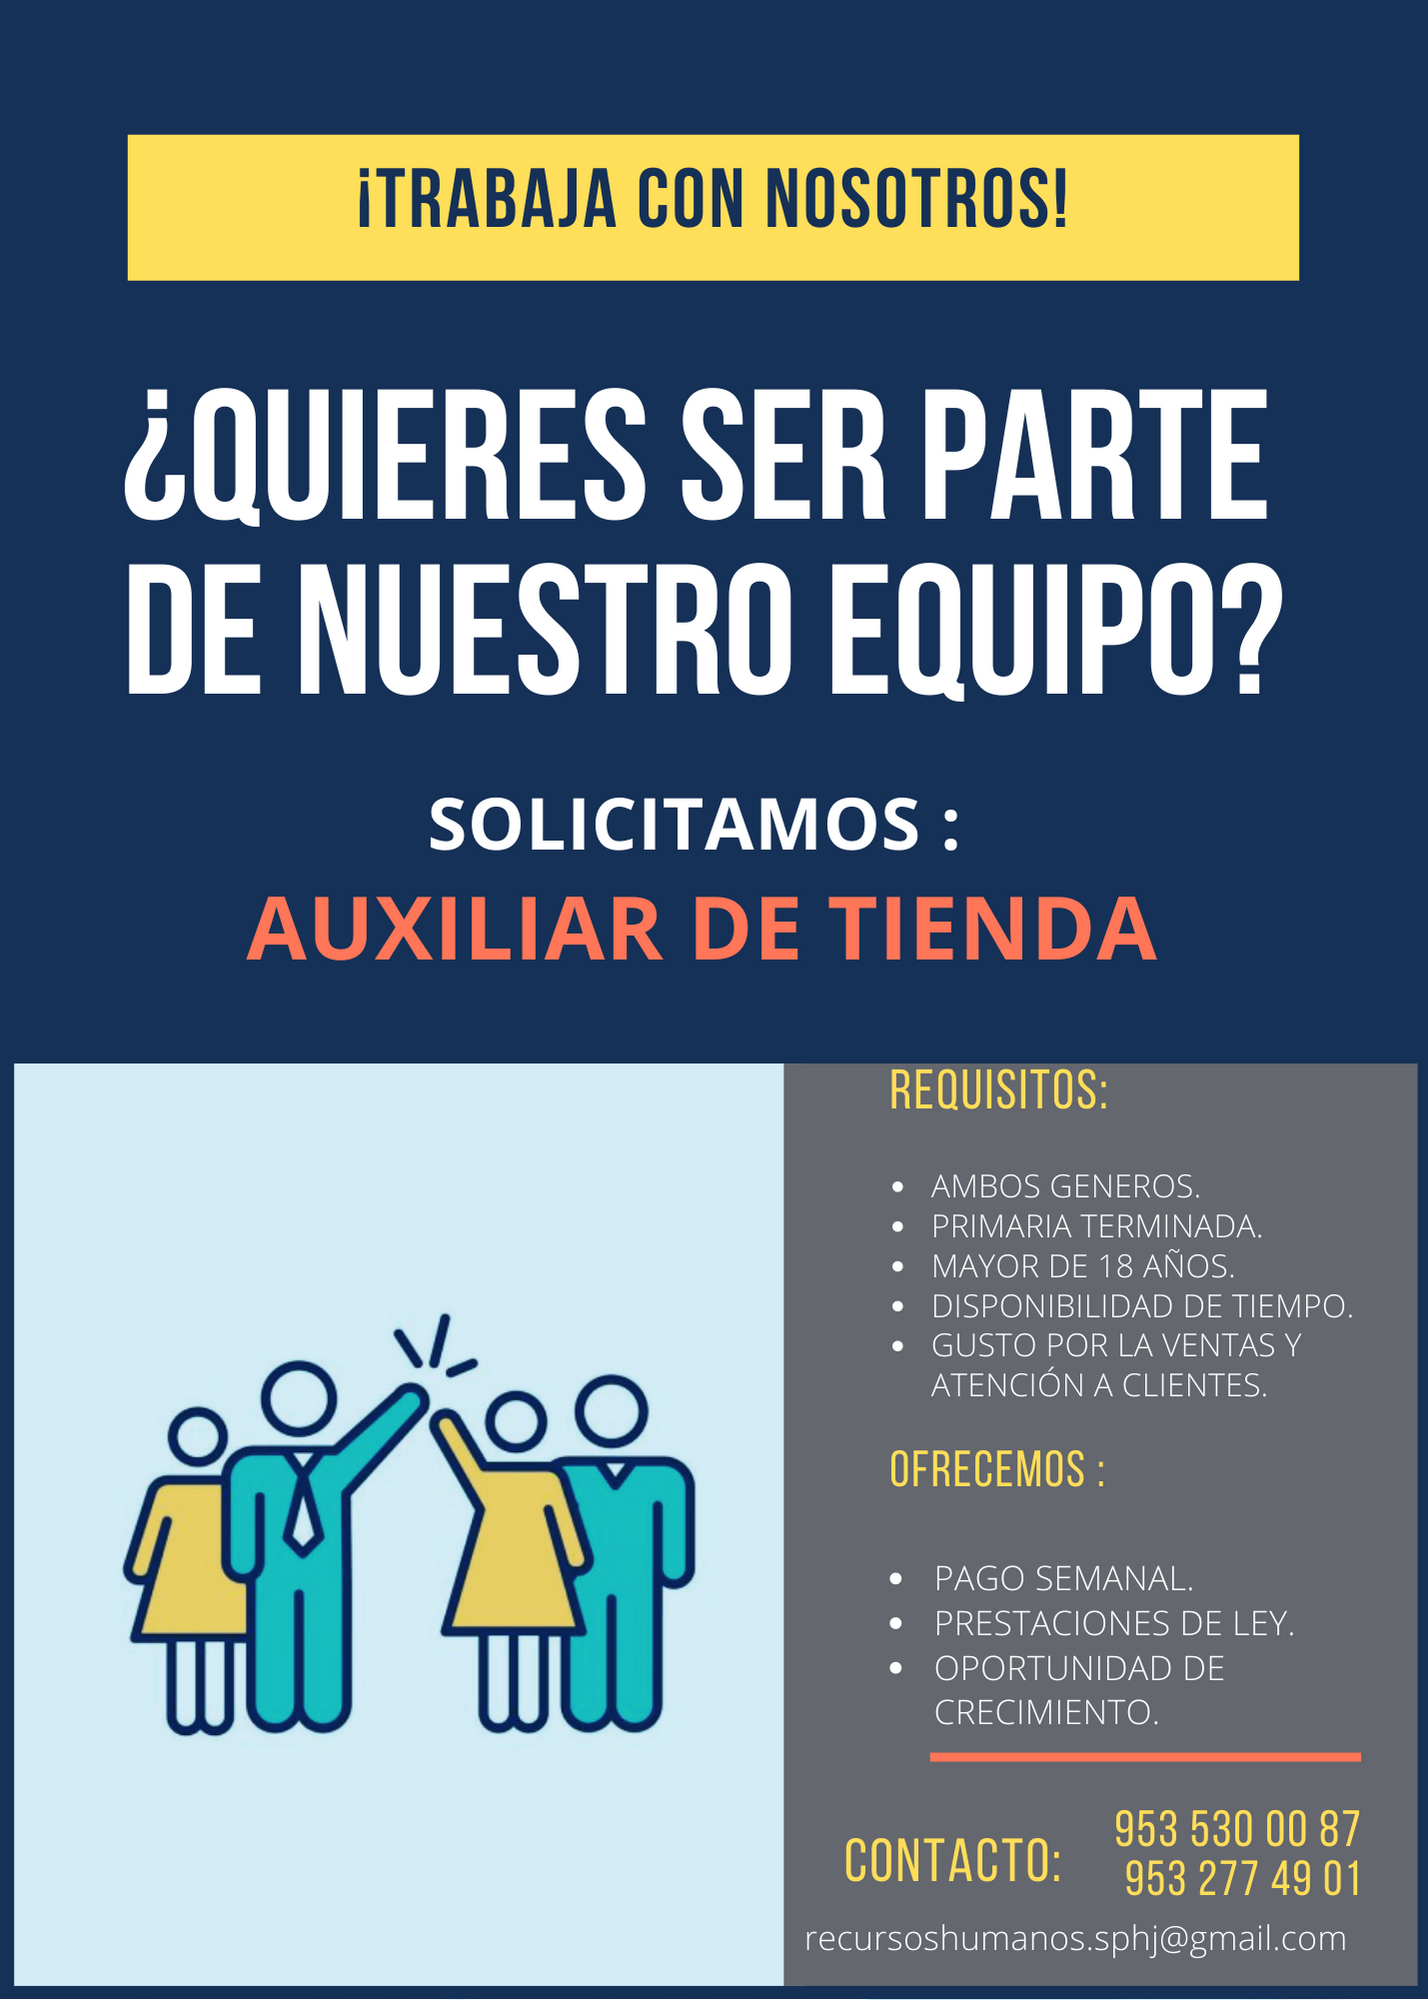 ¡TRABAJA CON NOSOTROS!
¿QUIERES SER PARTE
DE NUESTRO EQUIPO?
SOLICITAMOS :
AUXILIAR DE TIENDA
REQUISITOS:
• AMBOS GENEROS.
• PRIMARIA TERMINADA.
• MAYOR DE 18 AÑOS.
• DISPONIBILIDAD DE TIEMPO.
• GUSTO POR LA VENTAS Y
ATENCIÓN A CLIENTES.
OFRECEMOS :
• PAGO SEMANAL.
• PRESTACIONES DE LEY.
• OPORTUNIDAD DE
CRECIMIENTO.
CONTACTO:
953 530 00 87
953 277 49 01
recursoshumanos.sphj@gmail.com